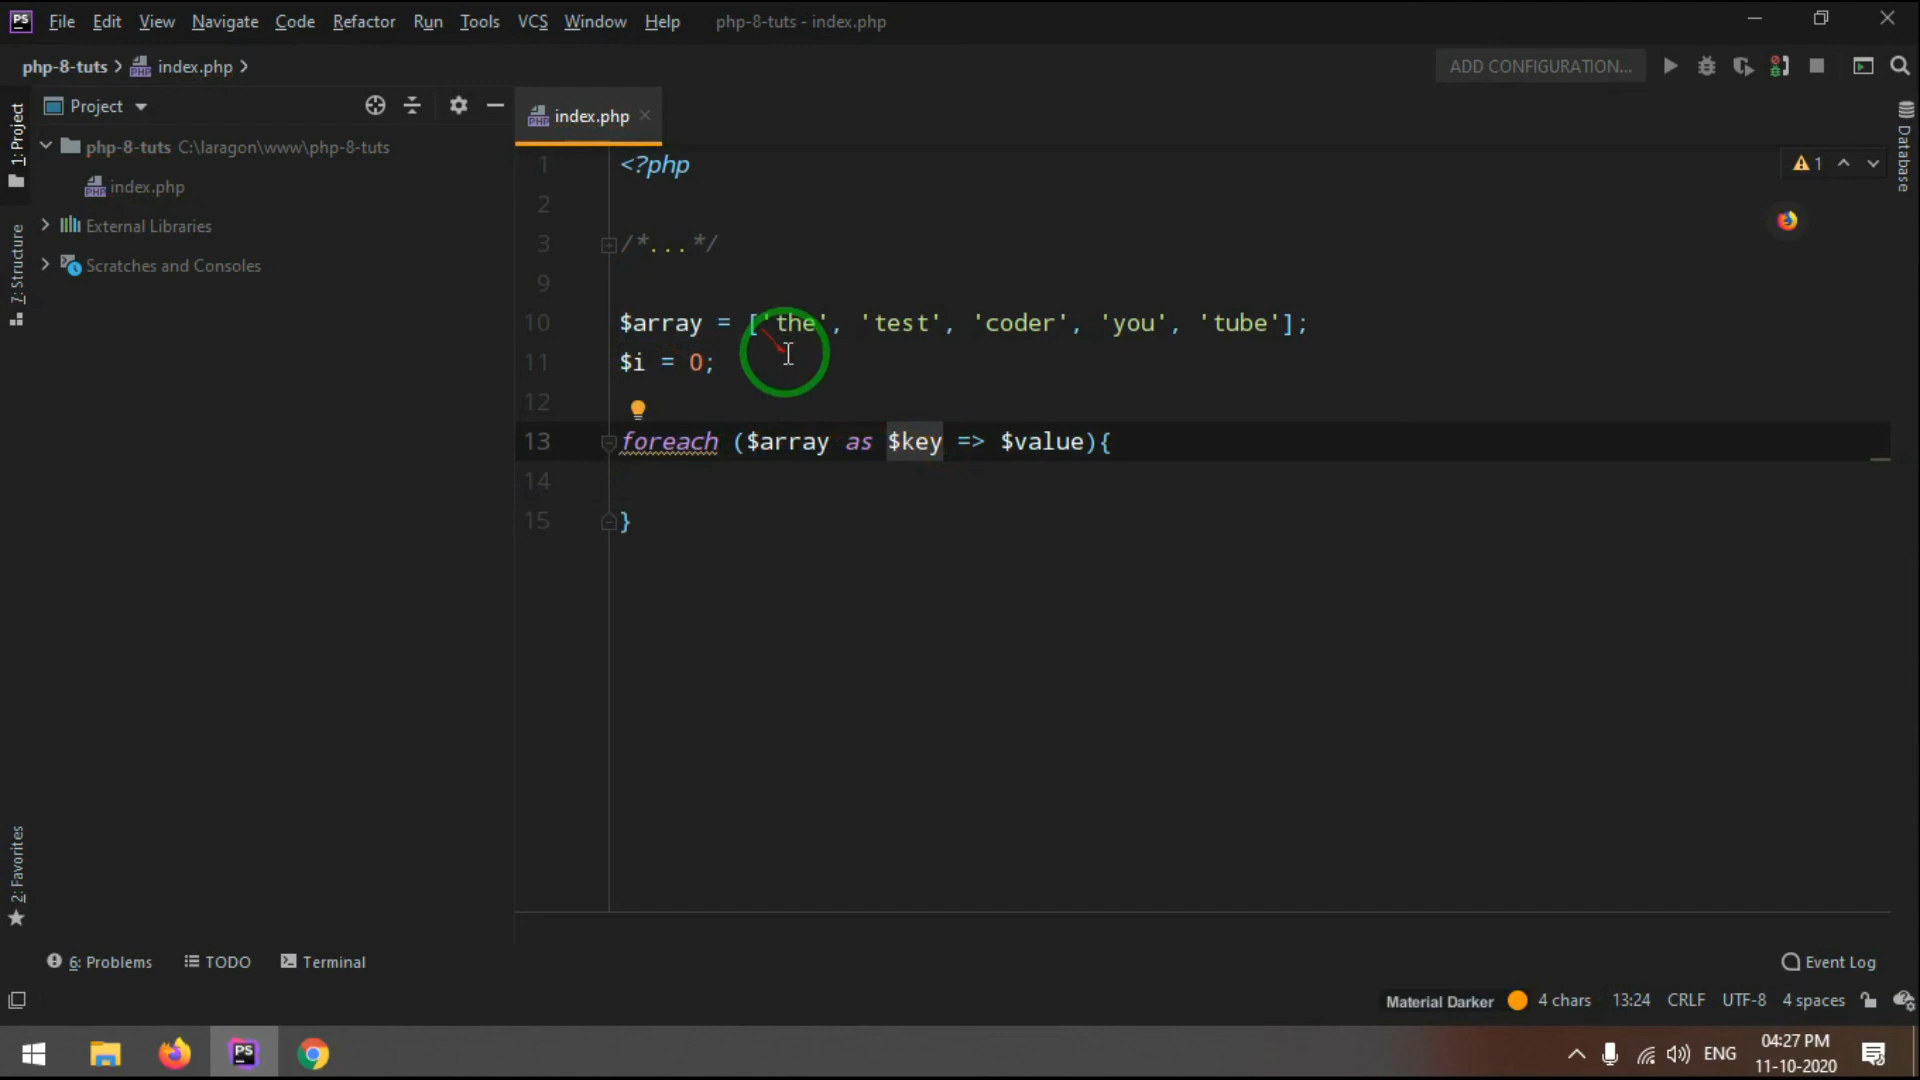 PS File Edit View Navigate Code Refactor Run Tools VCS Window Help php-8-tuts - index.php
php-8-tuts > index.php > ADD CONFIGURATION...
Project
index.php
1: Project
7: Structure
2: Favorites
Database
php-8-tuts C:\laragon\www\php-8-tuts
index.php
External Libraries
Scratches and Consoles
1
1 <?php
2
3 /*...*/
9
10 $array = ['the', 'test', 'coder', 'you', 'tube'];
11 $i = 0;
12
13 foreach ($array as $key => $value){
14
15 }
6: Problems TODO Terminal Event Log
Material Darker 4 chars 13:24 CRLF UTF-8 4 spaces
PS ENG 04:27 PM
11-10-2020